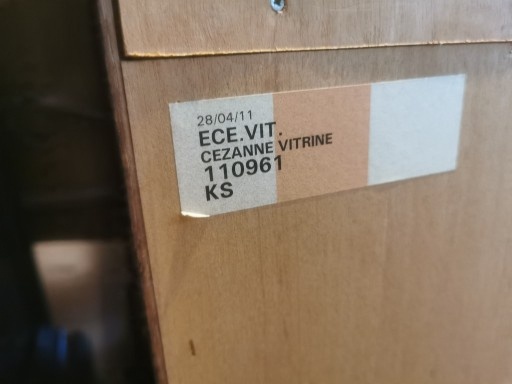 28/04/11
ECE.VIT.
CEZANNE VITRINE
110961
KS